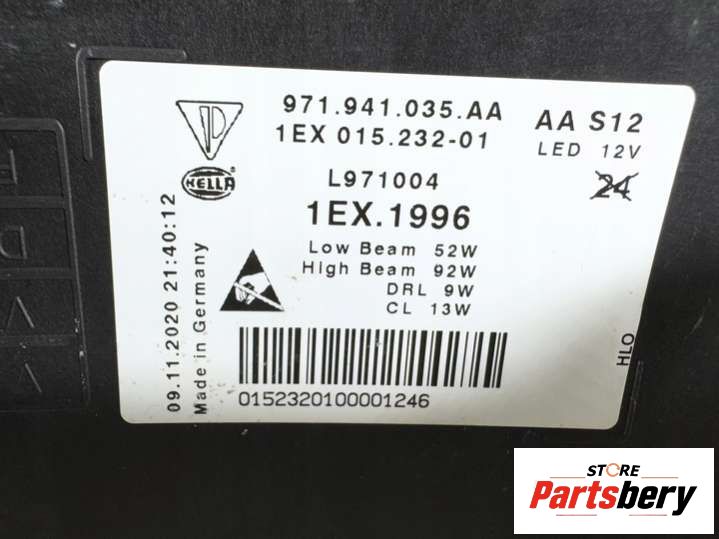 971.941.035.AA
1EX 015.232-01
AA S12
LED 12V
24
HELLA
L971004
1EX.1996
Low Beam 52W
High Beam 92W
DRL 9W
CL 13W
09.11.2020 21:40:12
Made in Germany
0152320100001246
HLO
STORE
Partsbery